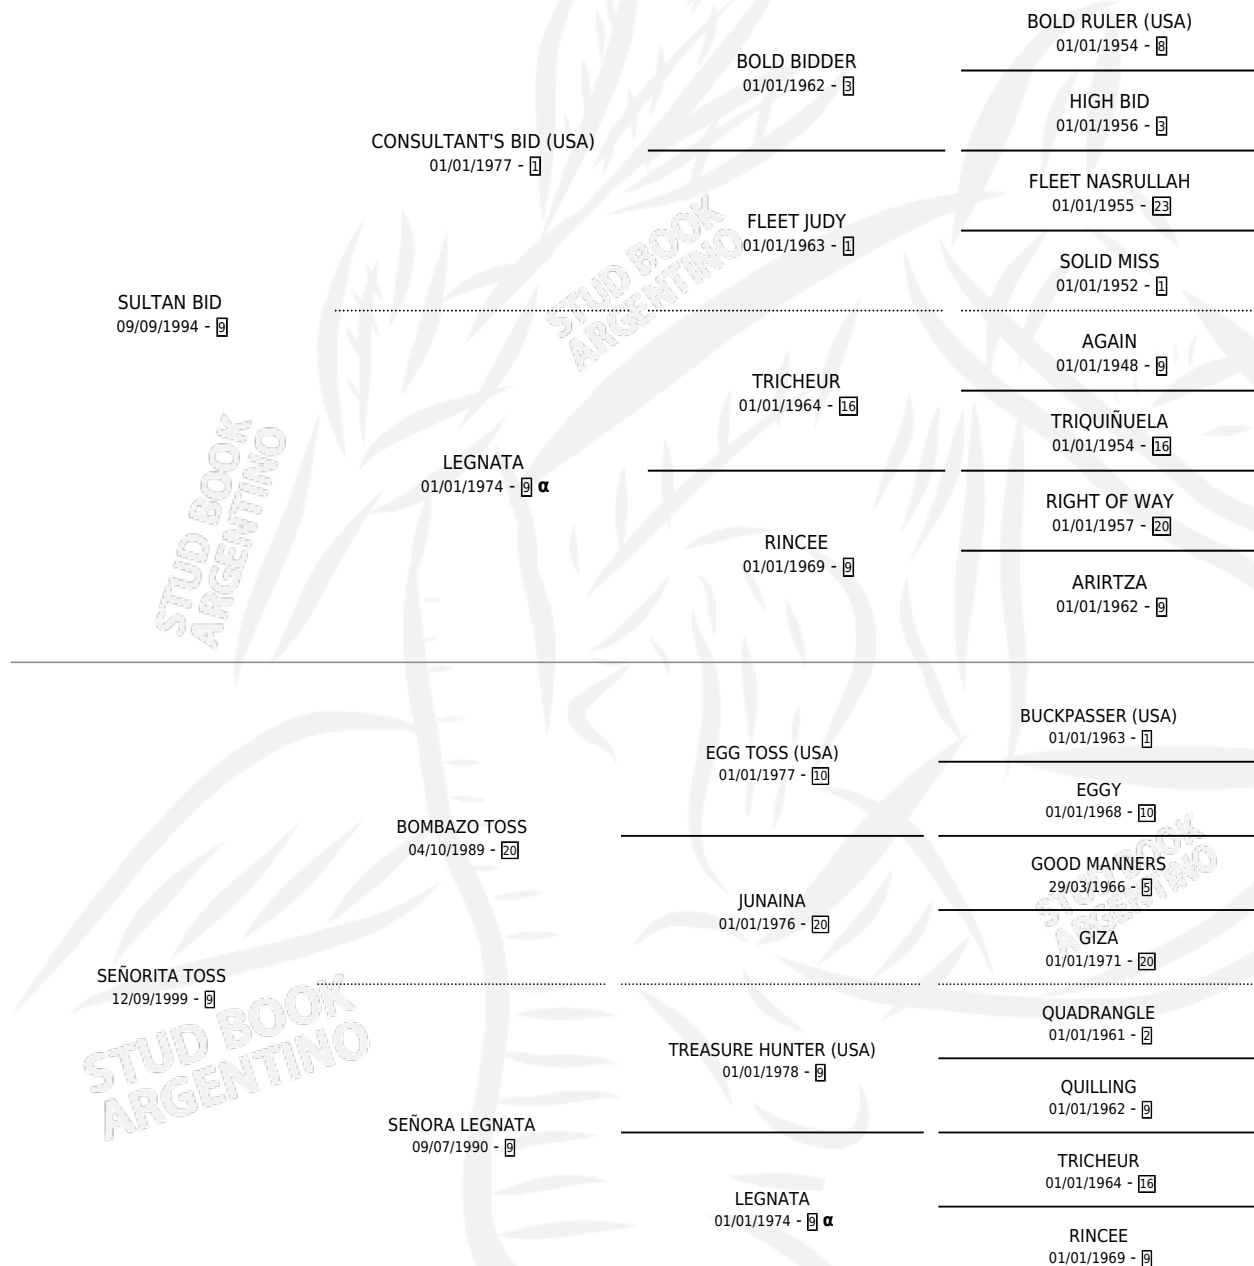 BOLD RULER (USA)
01/01/1954 - 8
BOLD BIDDER
01/01/1962 - 3
HIGH BID
01/01/1956 - 3
CONSULTANT'S BID (USA)
01/01/1977 - 1
FLEET NASRULLAH
01/01/1955 - 23
FLEET JUDY
01/01/1963 - 1
SOLID MISS
01/01/1952 - 1
SULTAN BID
09/09/1994 - 9
AGAIN
01/01/1948 - 9
TRICHEUR
01/01/1964 - 16
TRIQUIÑUELA
01/01/1954 - 16
LEGNATA
01/01/1974 - 9 α
RIGHT OF WAY
01/01/1957 - 20
RINCEE
01/01/1969 - 9
ARIRTZA
01/01/1962 - 9
BUCKPASSER (USA)
01/01/1963 - 1
EGG TOSS (USA)
01/01/1977 - 10
EGGY
01/01/1968 - 10
BOMBAZO TOSS
04/10/1989 - 20
GOOD MANNERS
29/03/1966 - 5
JUNAINA
01/01/1976 - 20
GIZA
01/01/1971 - 20
SEÑORITA TOSS
12/09/1999 - 9
QUADRANGLE
01/01/1961 - 2
TREASURE HUNTER (USA)
01/01/1978 - 9
QUILLING
01/01/1962 - 9
SEÑORA LEGNATA
09/07/1990 - 9
TRICHEUR
01/01/1964 - 16
LEGNATA
01/01/1974 - 9 α
RINCEE
01/01/1969 - 9
STUD BOOK
ARGENTINO
STUD BOOK
ARGENTINO
STUD BOOK
ARGENTINO
STUD BOOK
ARGENTINO